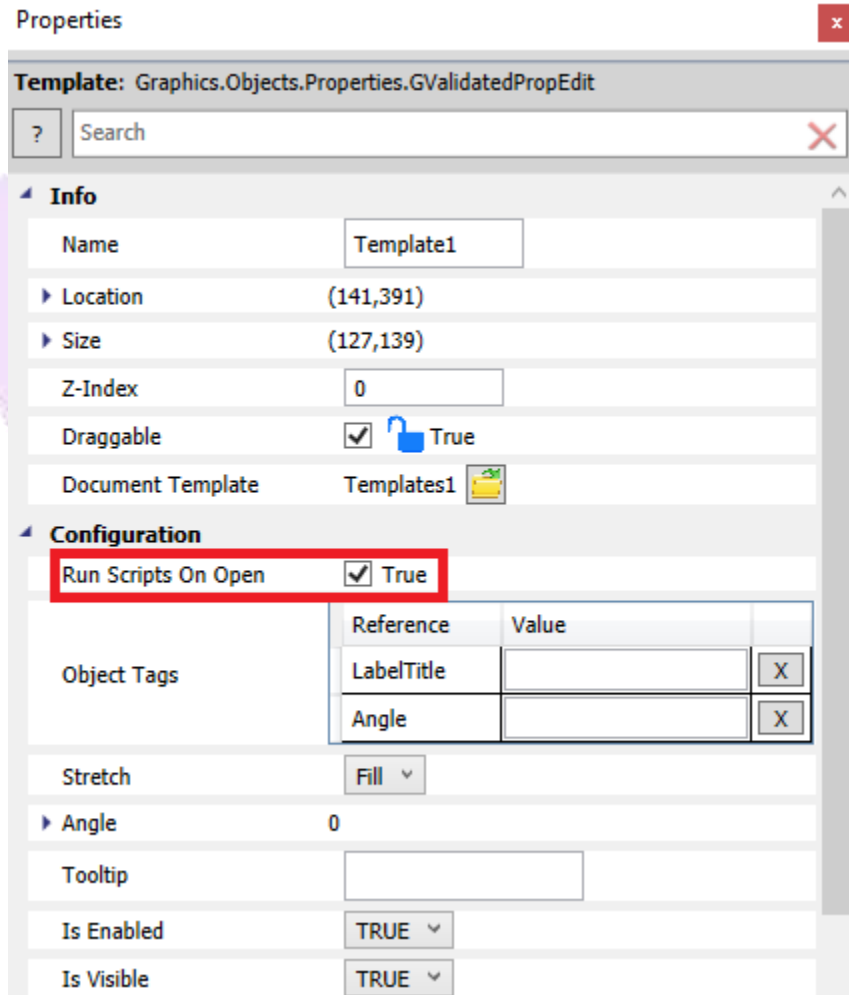 Properties
x
Template: Graphics.Objects.Properties.GValidatedPropEdit
? Search
Info
Name Template1
Location (141,391)
Size (127,139)
Z-Index 0
Draggable True
Document Template Templates1
Configuration
Run Scripts On Open True
Reference Value
Object Tags
LabelTitle X
Angle X
Stretch Fill
Angle 0
Tooltip
Is Enabled TRUE
Is Visible TRUE